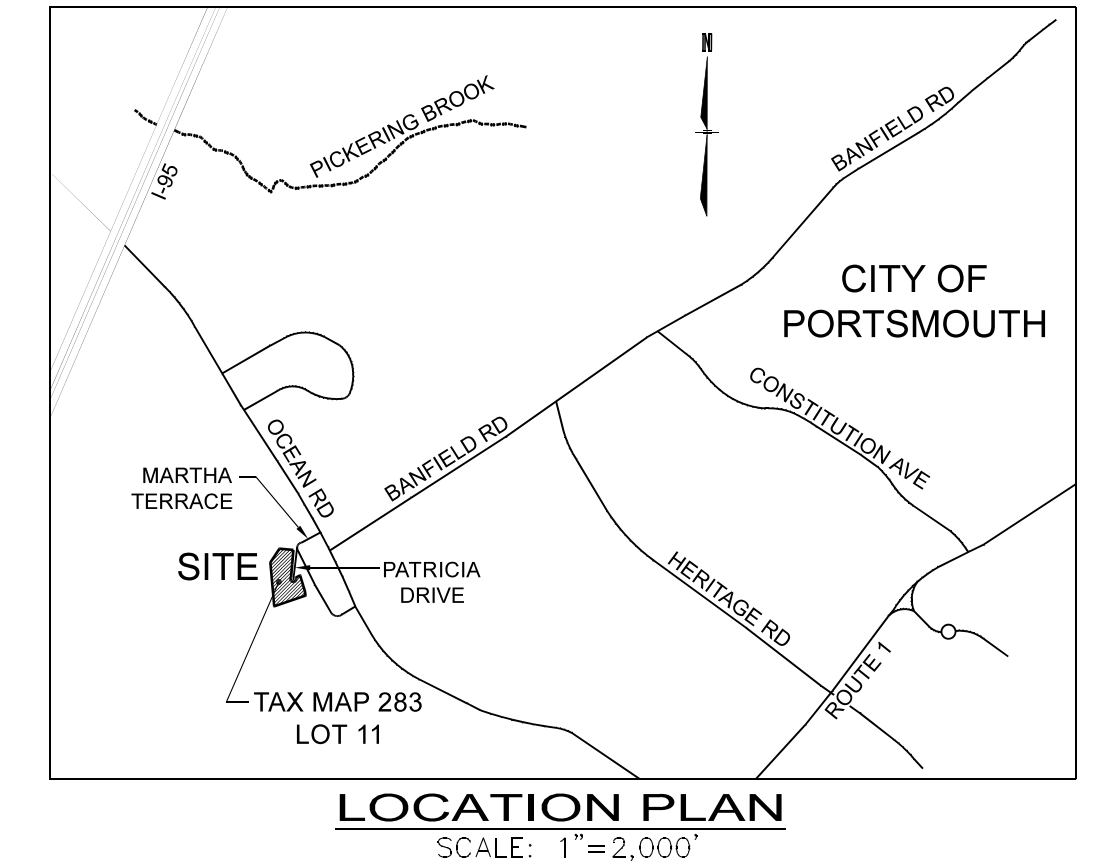 N
BANFIELD RD
PICKERING BROOK
I-95
CITY OF
PORTSMOUTH
CONSTITUTION AVE
OCEAN RD
BANFIELD RD
MARTHA
TERRACE
SITE
PATRICIA
DRIVE
HERITAGE RD
ROUTE 1
TAX MAP 283
LOT 11
LOCATION PLAN
SCALE: 1"=2,000'